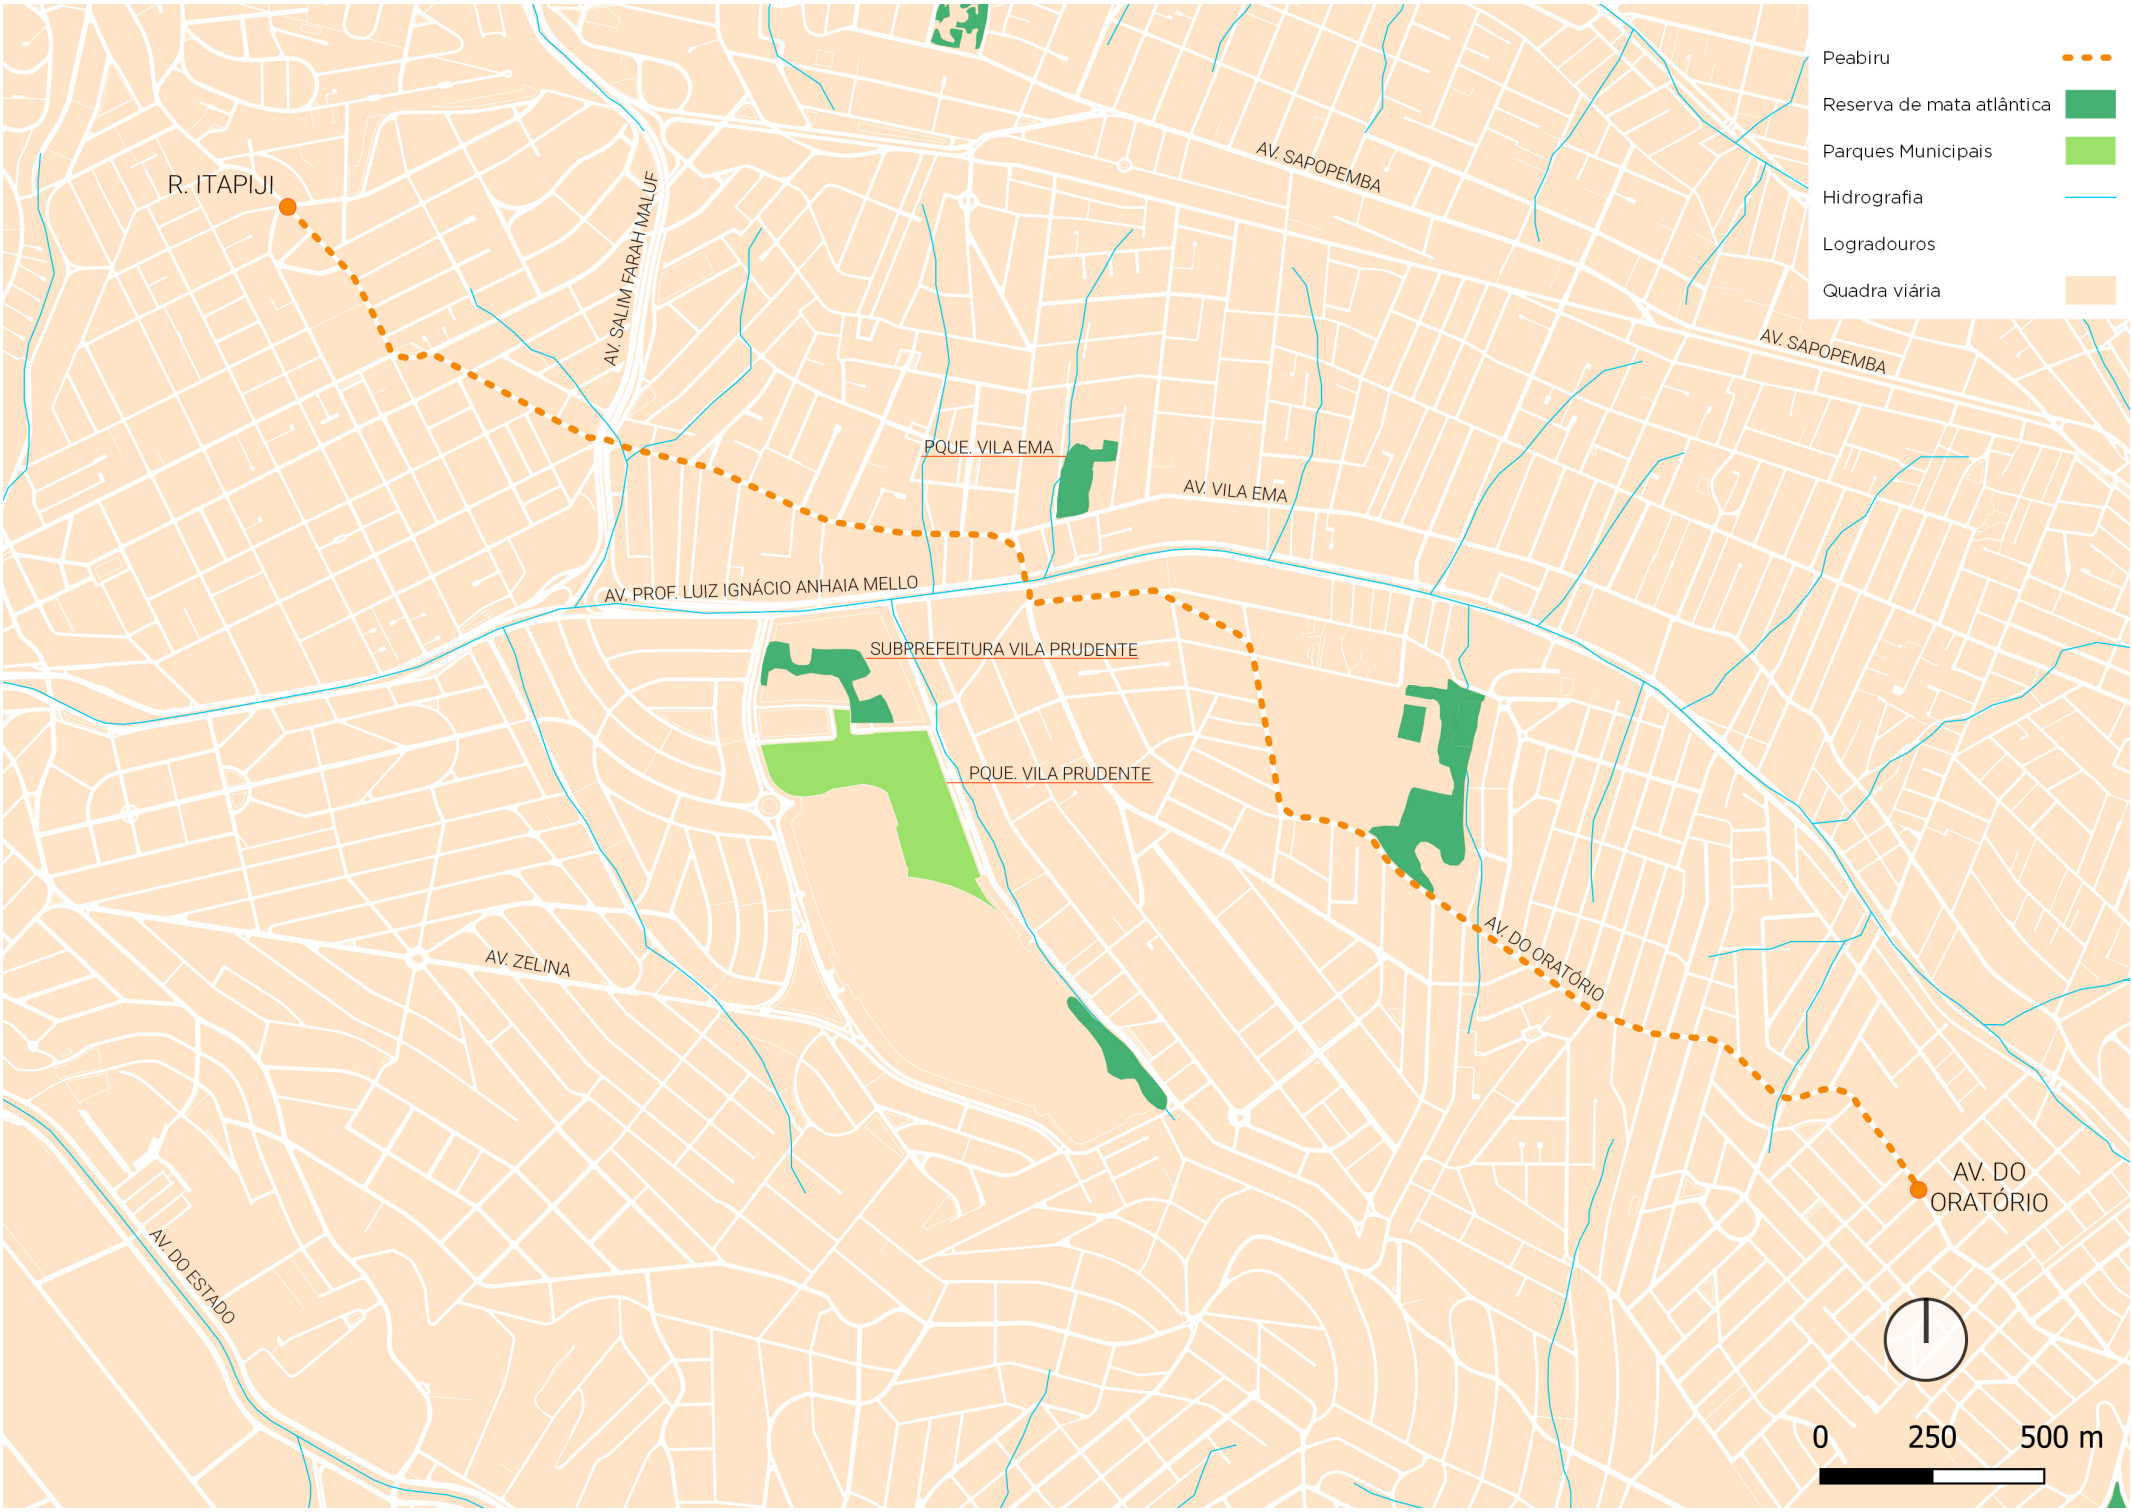 Peabiru
Reserva de mata atlântica
Parques Municipais
Hidrografia
Logradouros
Quadra viária
AV. SAPOPEMBA
R. ITAPIJI
AV. SALIM FARAH MALUF
AV. SAPOPEMBA
PQUE. VILA EMA
AV. VILA EMA
AV. PROF. LUIZ IGNÁCIO ANHAIA MELLO
SUBPREFEITURA VILA PRUDENTE
PQUE. VILA PRUDENTE
AV. ZELINA
AV. DO ORATÓRIO
AV. DO
ORATÓRIO
AV. DO ESTADO
0 250 500 m